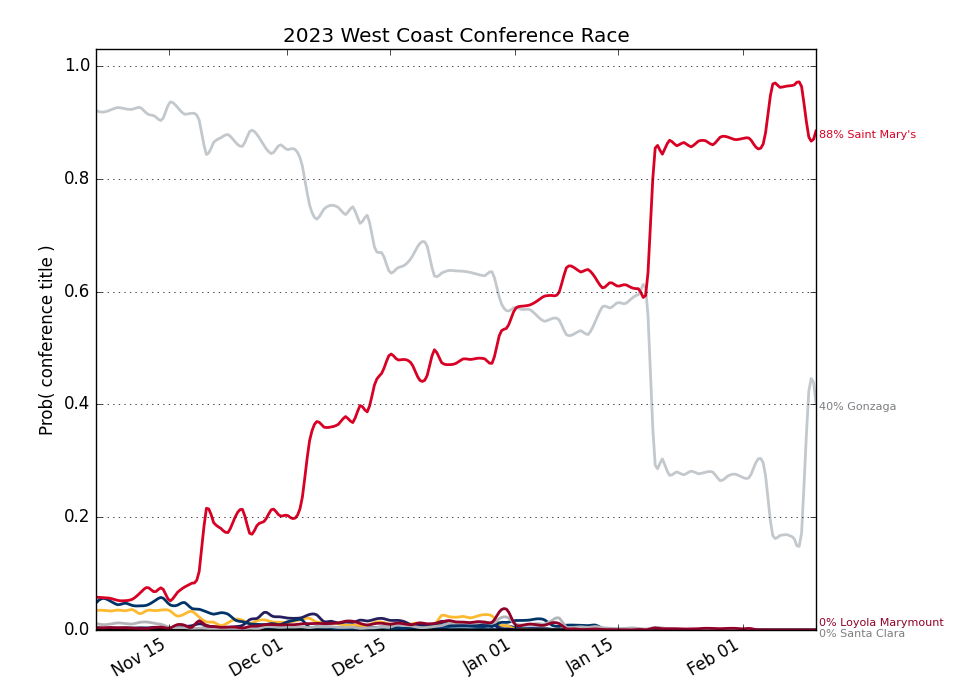 2023 West Coast Conference Race
1.0
0.8
0.6
0.4
0.2
0.0
Prob( conference title )
88% Saint Mary's
40% Gonzaga
0% Loyola Marymount
0% Santa Clara
Nov 15
Dec 01
Dec 15
Jan 01
Jan 15
Feb 01